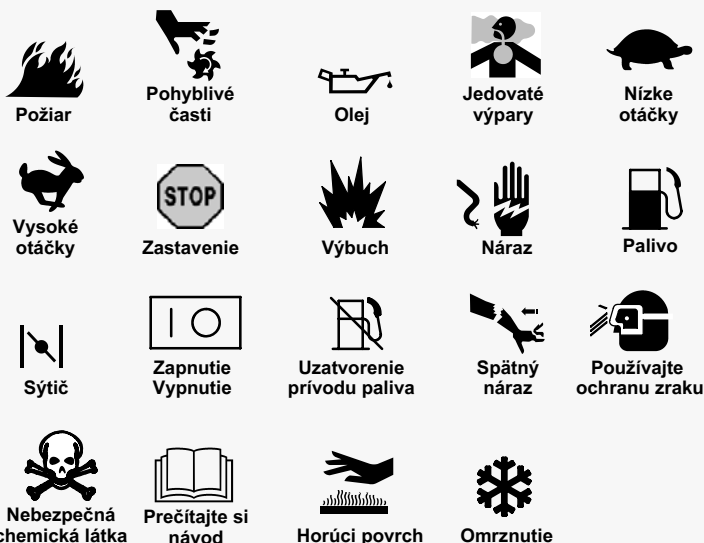 Požiar
Pohyblivé
časti
Olej
Jedovaté
výpary
Nízke
otáčky
Vysoké
otáčky
STOP
Zastavenie
Výbuch
Náraz
Palivo
Sýtič
Zapnutie
Vypnutie
Uzatvorenie
prívodu paliva
Spätný
náraz
Používajte
ochranu zraku
Nebezpečná
chemická látka
Prečítajte si
návod
Horúci povrch
Omrznutie